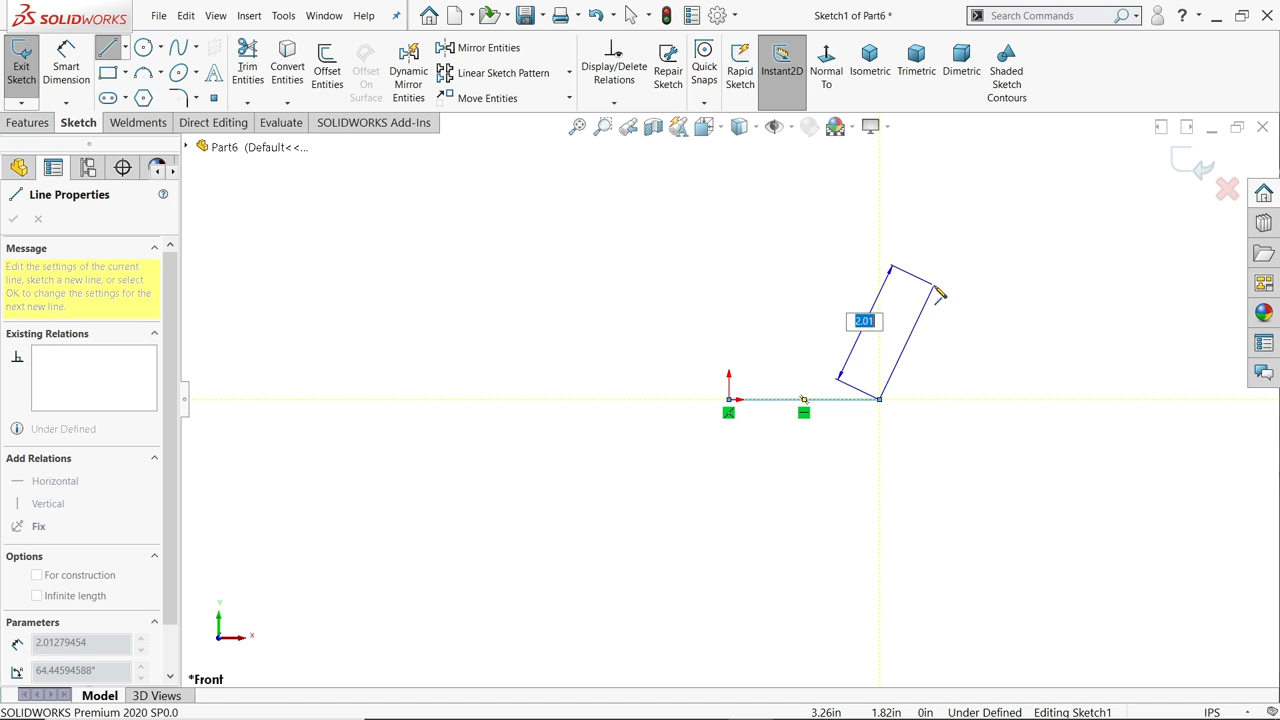 SOLIDWORKS
File Edit View Insert Tools Window Help
Sketch1 of Part6 *
Search Commands
Exit Sketch
Smart Dimension
Trim Entities
Convert Entities
Offset Entities
Offset On Surface
Dynamic Mirror Entities
Mirror Entities
Linear Sketch Pattern
Move Entities
Display/Delete Relations
Repair Sketch
Quick Snaps
Rapid Sketch
Instant2D
Normal To
Isometric
Trimetric
Dimetric
Shaded Sketch Contours
Features Sketch Weldments Direct Editing Evaluate SOLIDWORKS Add-Ins
Part6 (Default<<...
Line Properties
Message
Edit the settings of the current
line, sketch a new line, or select
OK to change the settings for the
next new line.
Existing Relations
Under Defined
Add Relations
Horizontal
Vertical
Fix
Options
For construction
Infinite length
Parameters
2.01279454
64.44594588°
2.01
Y
X
*Front
Model 3D Views
SOLIDWORKS Premium 2020 SP0.0
3.26in 1.82in 0in Under Defined Editing Sketch1 IPS